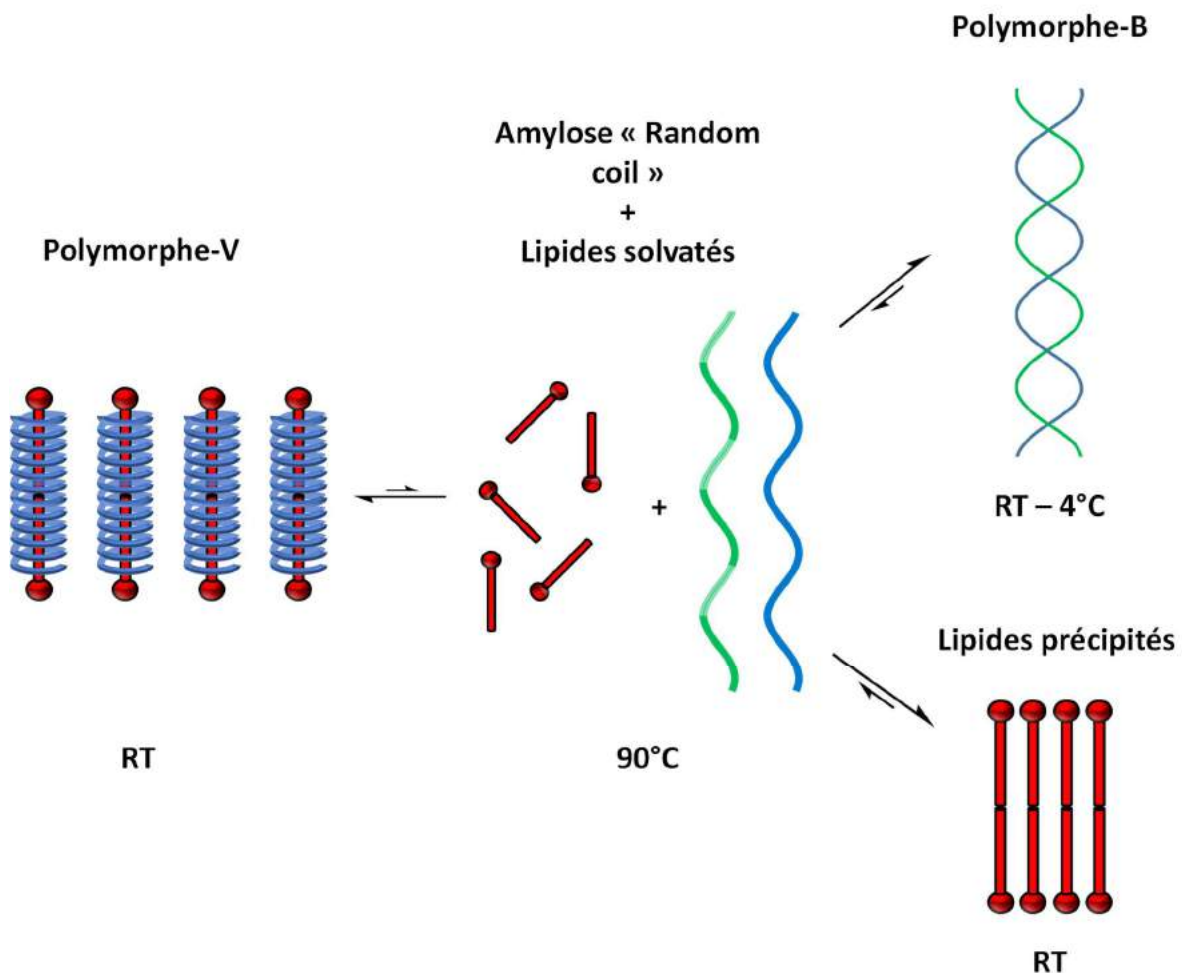 Polymorphe-B
Amylose « Random
coil »
+
Lipides solvatés
Polymorphe-V
+
RT – 4°C
Lipides précipités
RT
90°C
RT